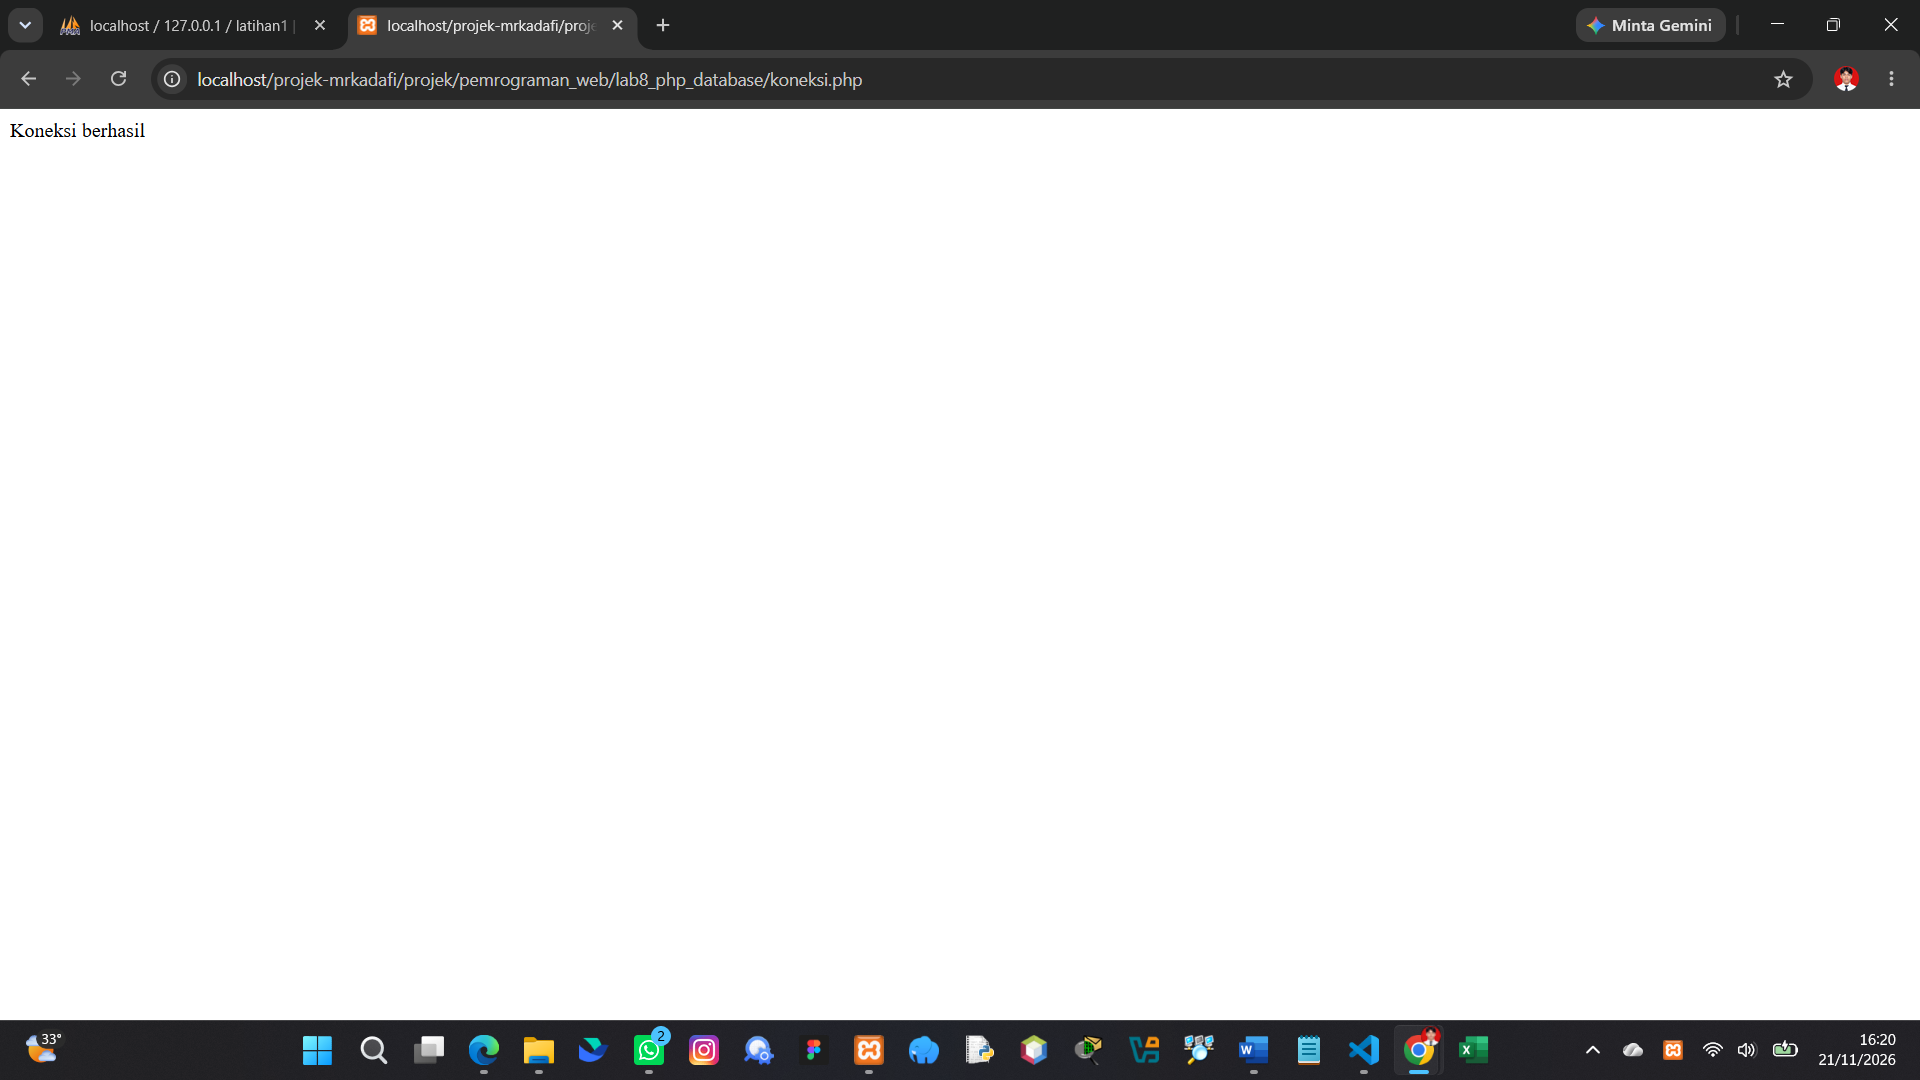 localhost / 127.0.0.1 / latihan1 |
localhost/projek-mrkadafi/proje
Minta Gemini
localhost/projek-mrkadafi/projek/pemrograman_web/lab8_php_database/koneksi.php
Koneksi berhasil
33°
2
16:20
21/11/2026